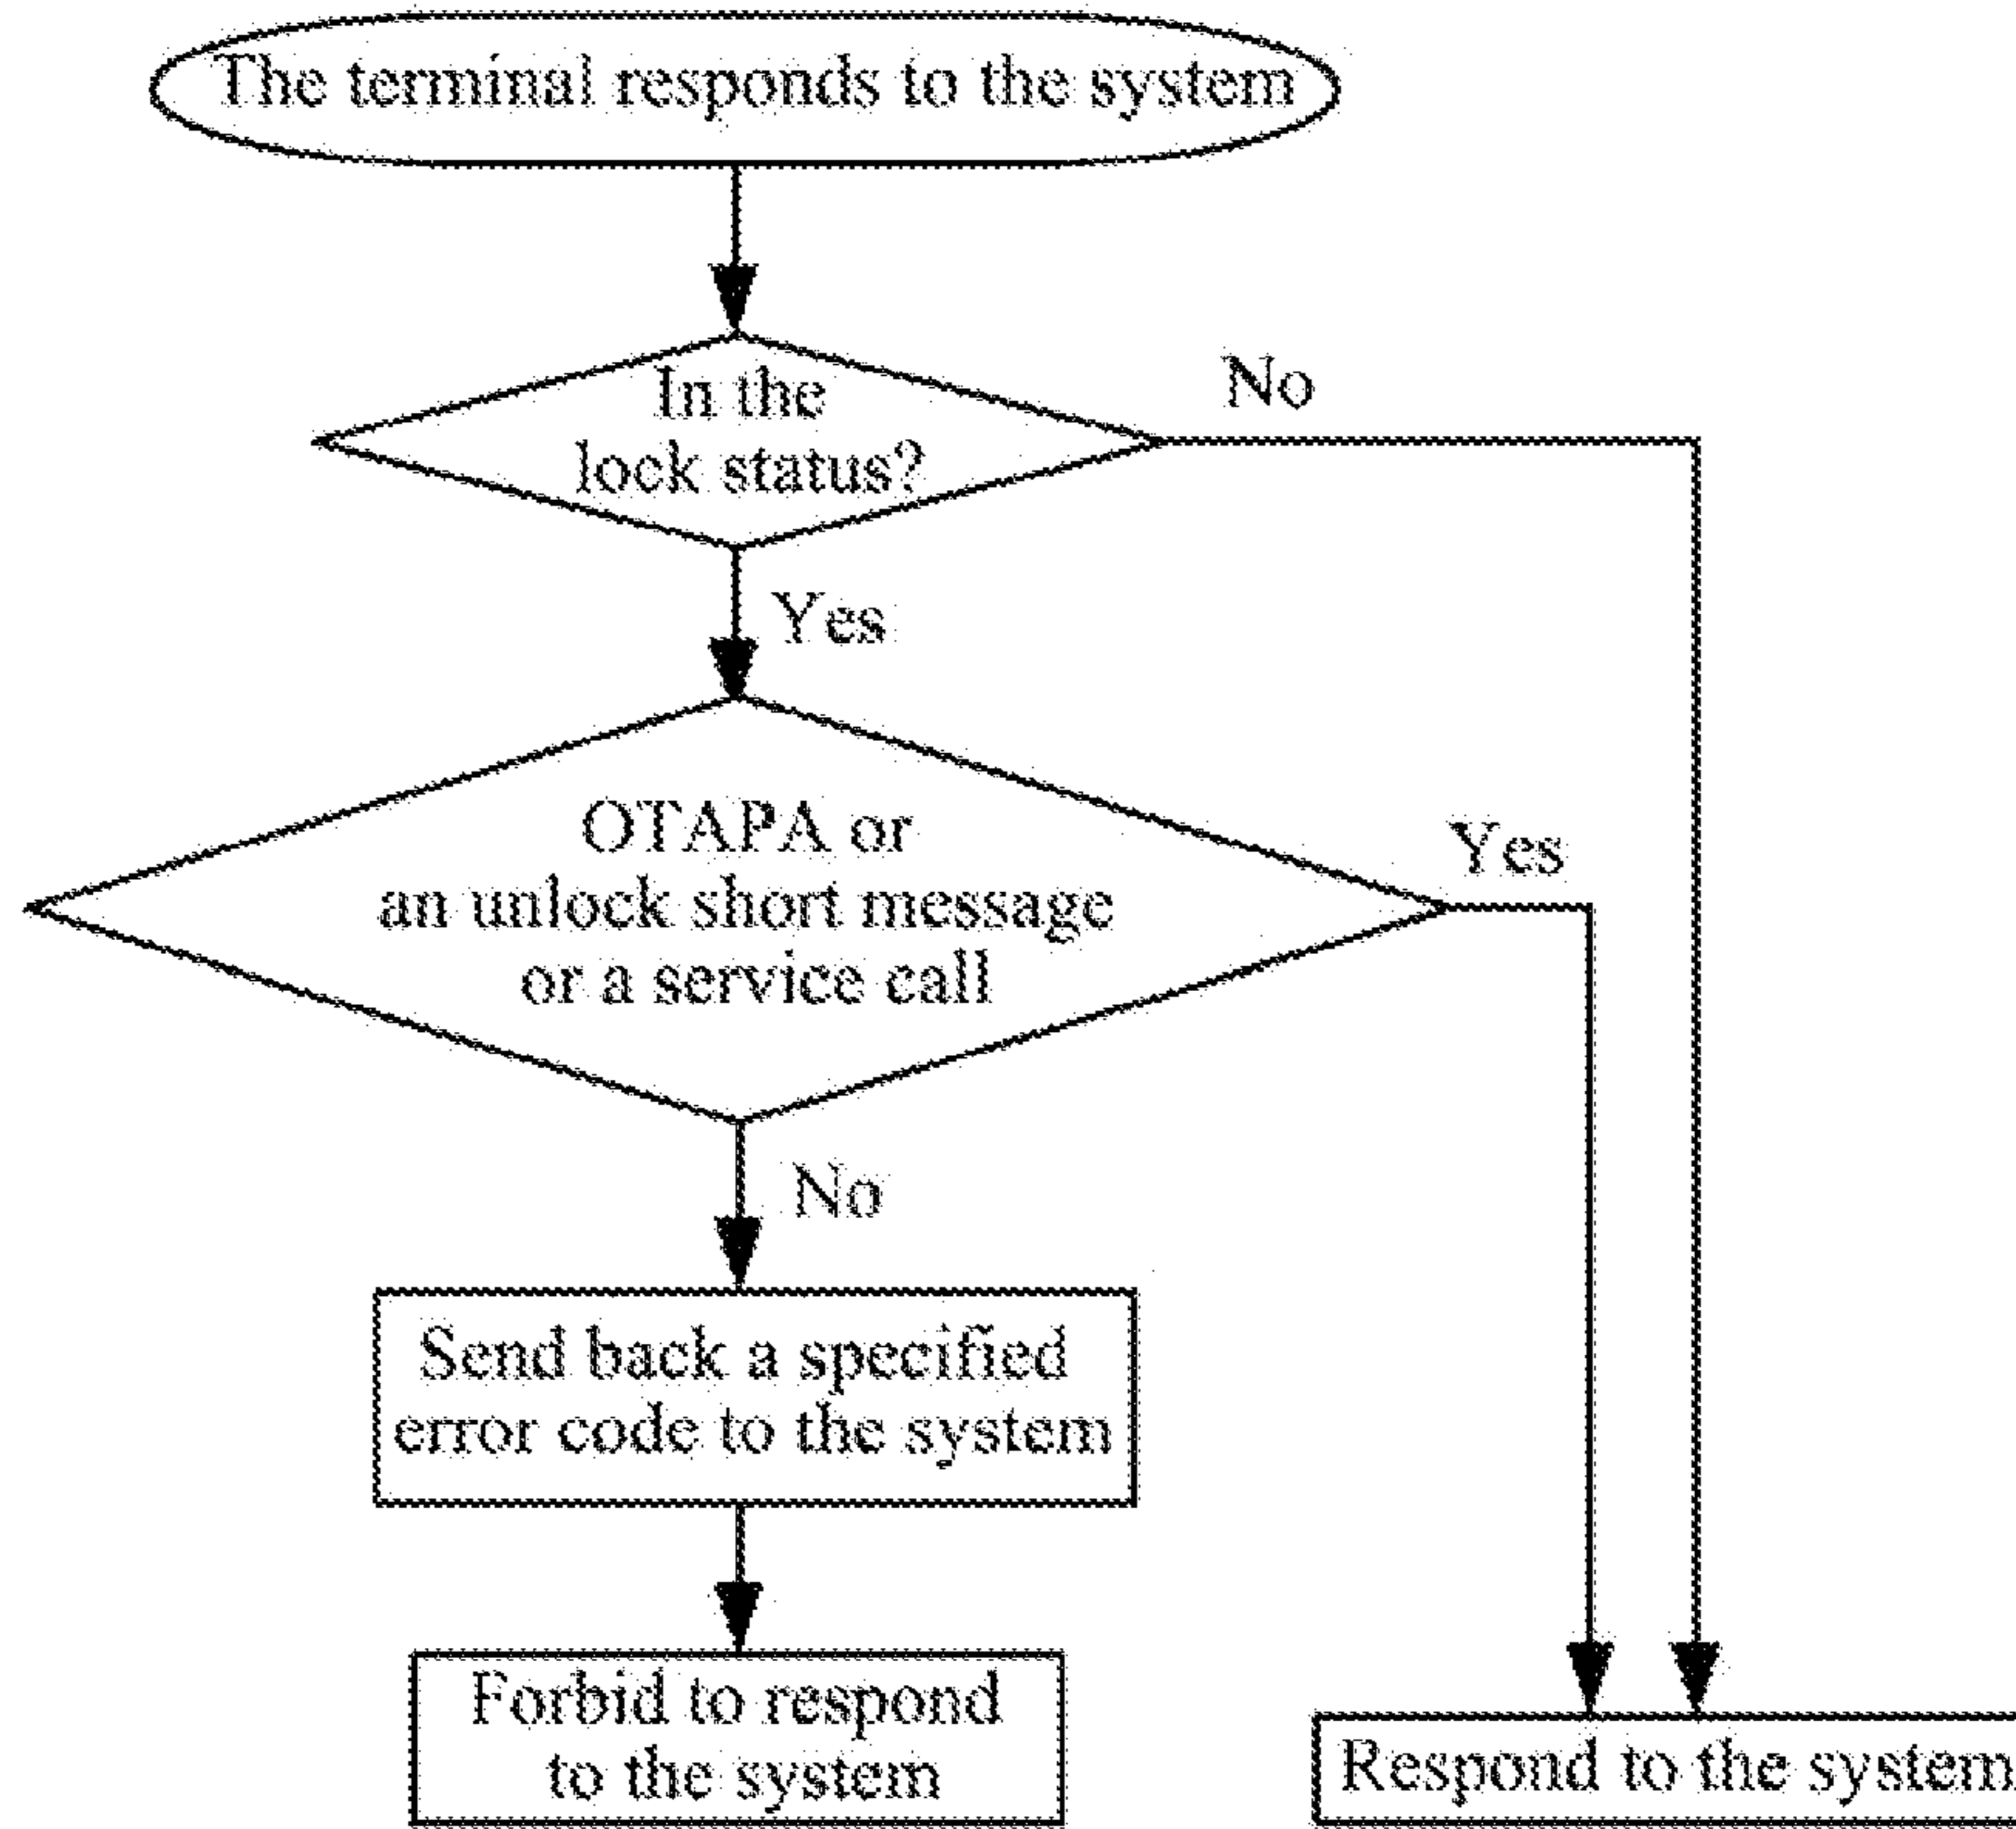 The terminal responds to the system
In the
lock status?
No
Yes
OTAPA or
an unlock short message
or a service call
Yes
No
Send back a specified
error code to the system
Forbid to respond
to the system
Respond to the system